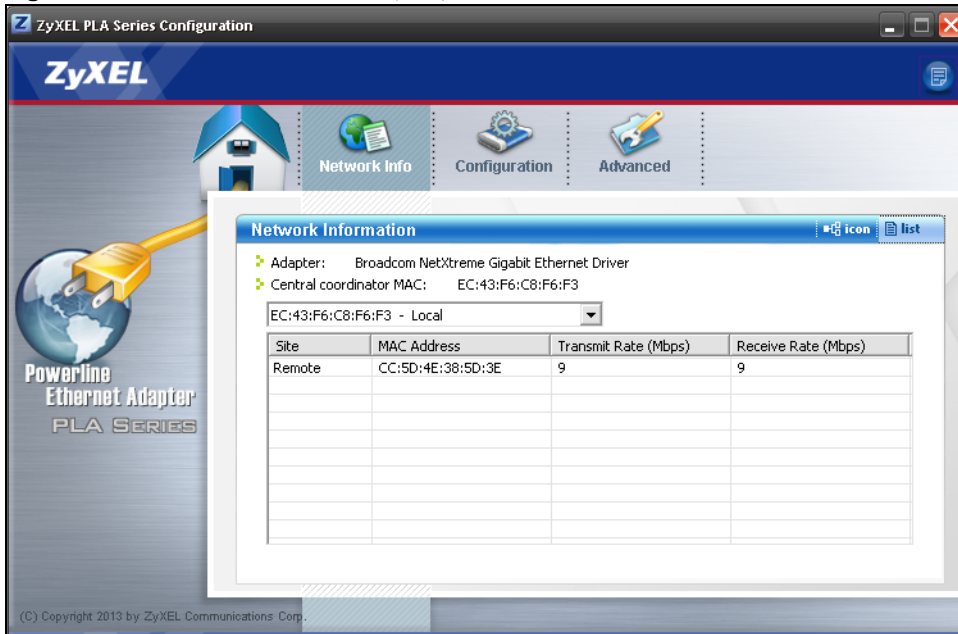 ZyXEL PLA Series Configuration
ZyXEL
Network Info
Configuration
Advanced
Network Information
icon
list
Adapter: Broadcom NetXtreme Gigabit Ethernet Driver
Central coordinator MAC: EC:43:F6:C8:F6:F3
EC:43:F6:C8:F6:F3 - Local
Site MAC Address Transmit Rate (Mbps) Receive Rate (Mbps)
Remote CC:5D:4E:38:5D:3E 9 9
Powerline
Ethernet Adapter
PLA SERIES
(C) Copyright 2013 by ZyXEL Communications Corp.